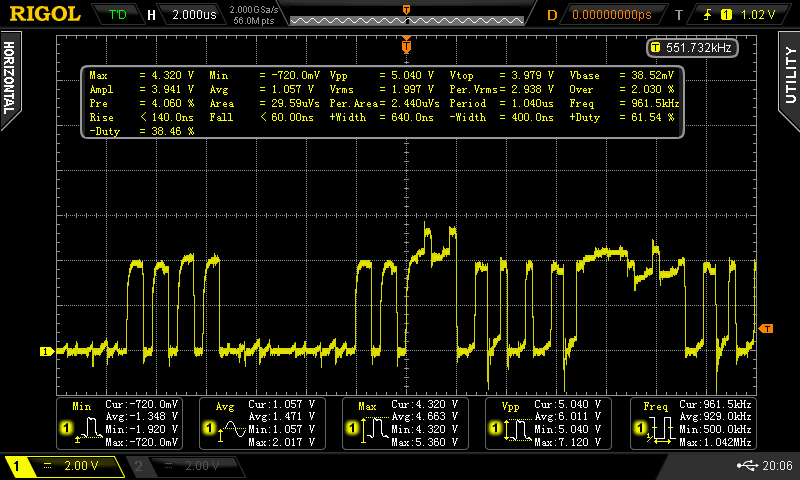 RIGOL T'D H 2.000us 2.000GSa/s 56.0M pts D 0.00000000ps T 1 1.02 V
T 551.732kHz
HORIZONTAL
UTILITY
Max = 4.320 V Min = -720.0mV Vpp = 5.040 V Vtop = 3.979 V Vbase = 38.52mV
Ampl = 3.941 V Avg = 1.057 V Vrms = 1.997 V Per.Vrms= 2.938 V Over = 2.030 %
Pre = 4.060 % Area = 29.59uVs Per.Area= 2.440uVs Period = 1.040us Freq = 961.5kHz
Rise < 140.0ns Fall < 60.00ns +Width = 640.0ns -Width = 400.0ns +Duty = 61.54 %
-Duty = 38.46 %
T
1
T
Min Cur:-720.0mV Avg:-1.348 V Min:-1.920 V Max:-720.0mV
1
Avg Cur:1.057 V Avg:1.471 V Min:1.057 V Max:2.017 V
1
Max Cur:4.320 V Avg:4.663 V Min:4.320 V Max:5.360 V
1
Vpp Cur:5.040 V Avg:6.011 V Min:5.040 V Max:7.120 V
1
Freq Cur:961.5kHz Avg:929.0kHz Min:500.0kHz Max:1.042MHz
1
1 = 2.00 V 2 = 2.00 V 20:06